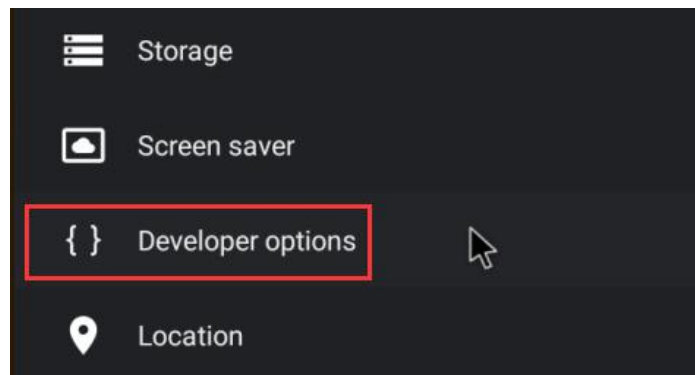 Storage
Screen saver
{ } Developer options
Location